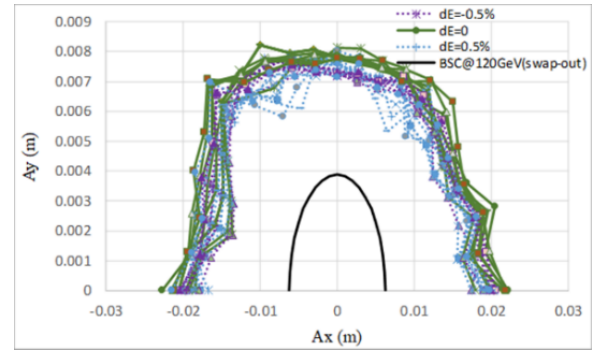 0.009
0.008
0.007
0.006
0.005
0.004
0.003
0.002
0.001
0
Ay (m)
dE=-0.5%
dE=0
dE=0.5%
BSC@120GeV(swap-out)
-0.03 -0.02 -0.01 0 0.01 0.02 0.03
Ax (m)